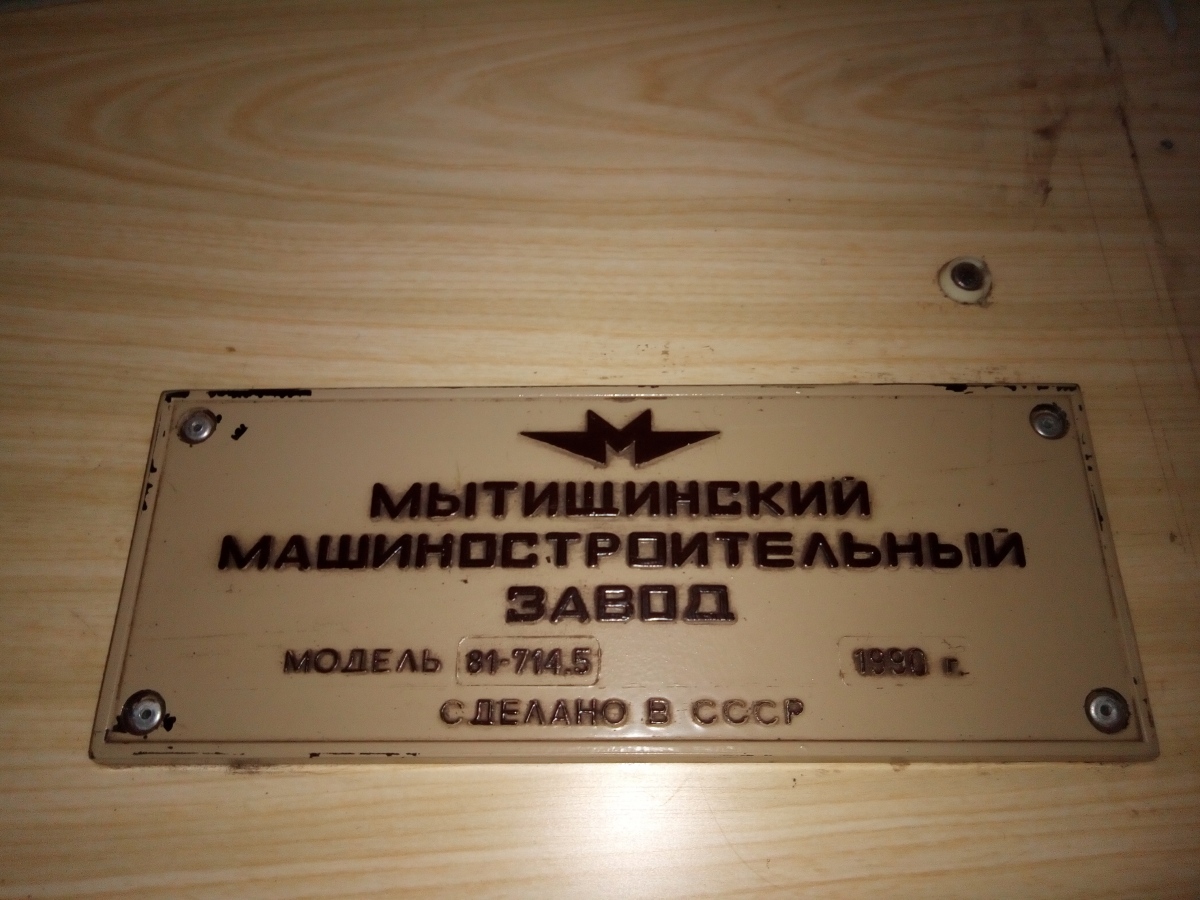 МЫТИЩИНСКИЙ
МАШИНОСТРОИТЕЛЬНЫЙ
ЗАВОД
МОДЕЛЬ 81-714.5 1990 г.
СДЕЛАНО В СССР